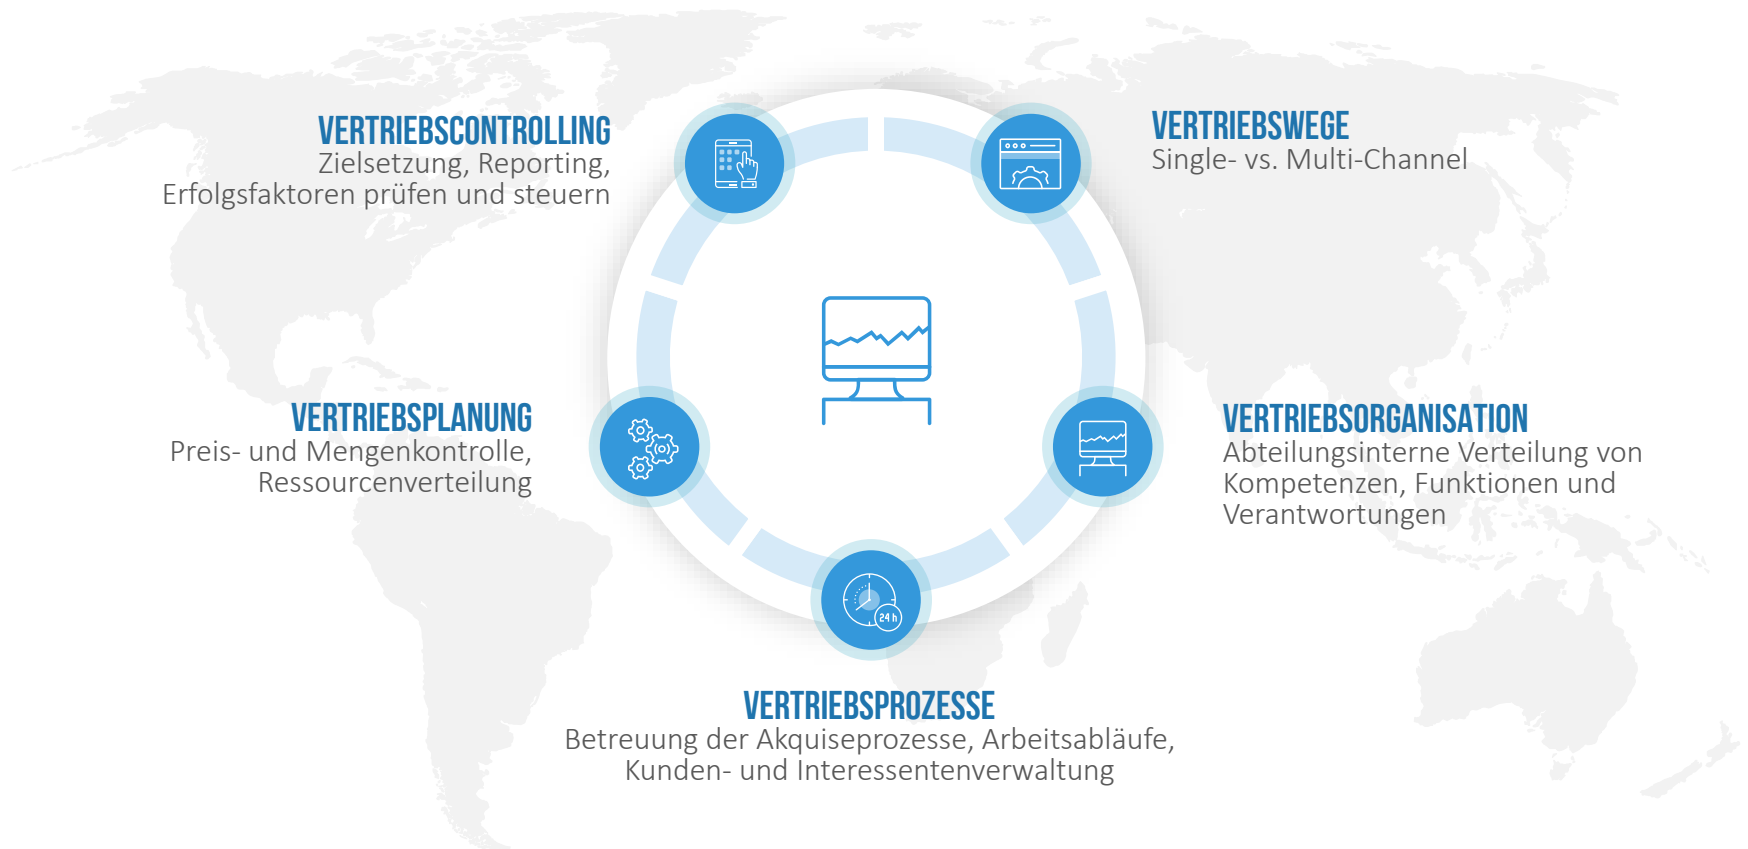 VERTRIEBSCONTROLLING
Zielsetzung, Reporting,
Erfolgsfaktoren prüfen und steuern
VERTRIEBSWEGE
Single- vs. Multi-Channel
VERTRIEBSPLANUNG
Preis- und Mengenkontrolle,
Ressourcenverteilung
VERTRIEBSORGANISATION
Abteilungsinterne Verteilung von
Kompetenzen, Funktionen und
Verantwortungen
24 h
VERTRIEBSPROZESSE
Betreuung der Akquiseprozesse, Arbeitsabläufe,
Kunden- und Interessentenverwaltung